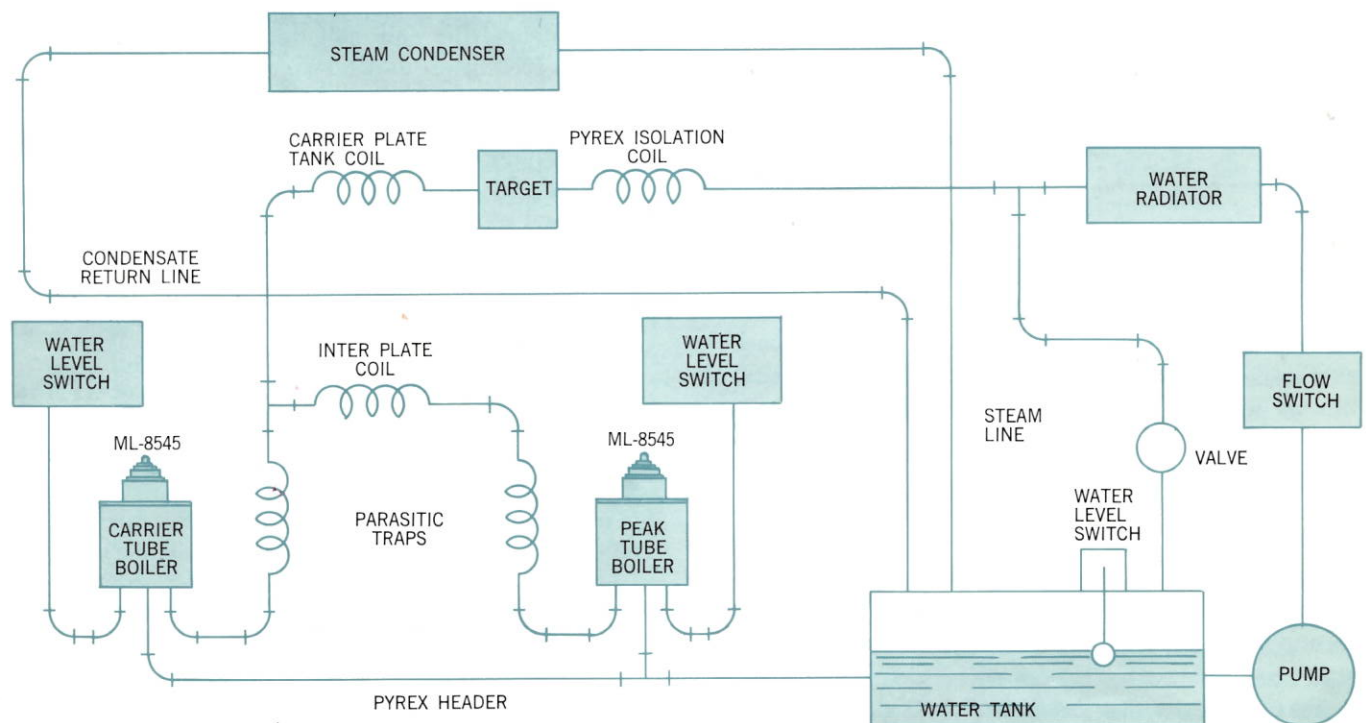 STEAM CONDENSER
CARRIER PLATE
TANK COIL
PYREX ISOLATION
COIL
TARGET
WATER
RADIATOR
CONDENSATE
RETURN LINE
WATER
LEVEL
SWITCH
INTER PLATE
COIL
WATER
LEVEL
SWITCH
FLOW
SWITCH
STEAM
LINE
VALVE
ML-8545
ML-8545
WATER
LEVEL
SWITCH
CARRIER
TUBE
BOILER
PARASITIC
TRAPS
PEAK
TUBE
BOILER
PUMP
PYREX HEADER
WATER TANK